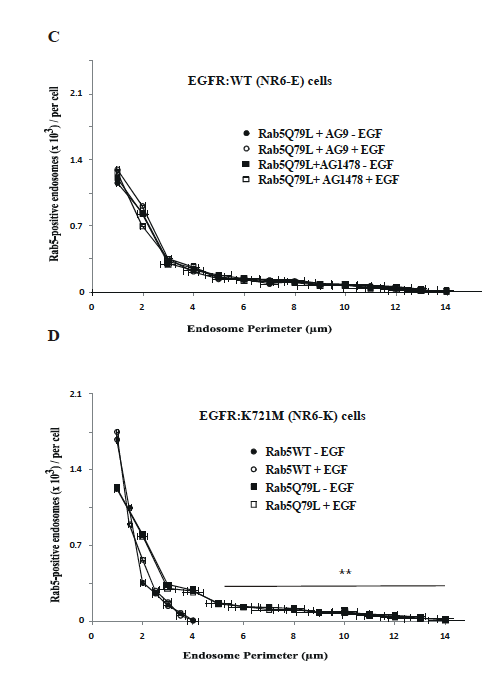 C
EGFR:WT (NR6-E) cells
Rab5-positive endosomes (x 10³) / per cell
2.1
1.4
0.7
0
Rab5Q79L + AG9 - EGF
Rab5Q79L + AG9 + EGF
Rab5Q79L+AG1478 - EGF
Rab5Q79L+ AG1478 + EGF
0 2 4 6 8 10 12 14
Endosome Perimeter (μm)
D
EGFR:K721M (NR6-K) cells
Rab5-positive endosomes (x 10³) / per cell
2.1
1.4
0.7
0
Rab5WT - EGF
Rab5WT + EGF
Rab5Q79L - EGF
Rab5Q79L + EGF
**
0 2 4 6 8 10 12 14
Endosome Perimeter (μm)